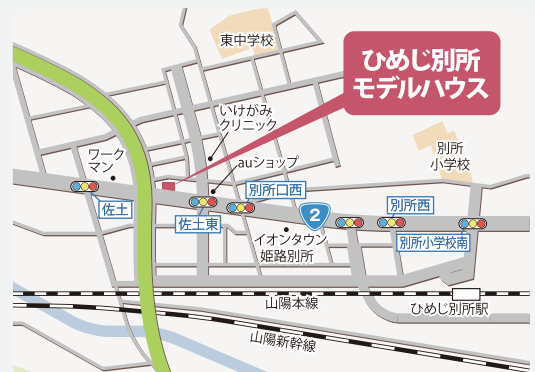 東中学校
ひめじ別所
モデルハウス
いけがみ
クリニック
ワーク
マン
auショップ
別所
小学校
別所口西
佐土
佐土東
2
別所西
別所小学校南
イオンタウン
姫路別所
山陽本線
ひめじ別所駅
山陽新幹線